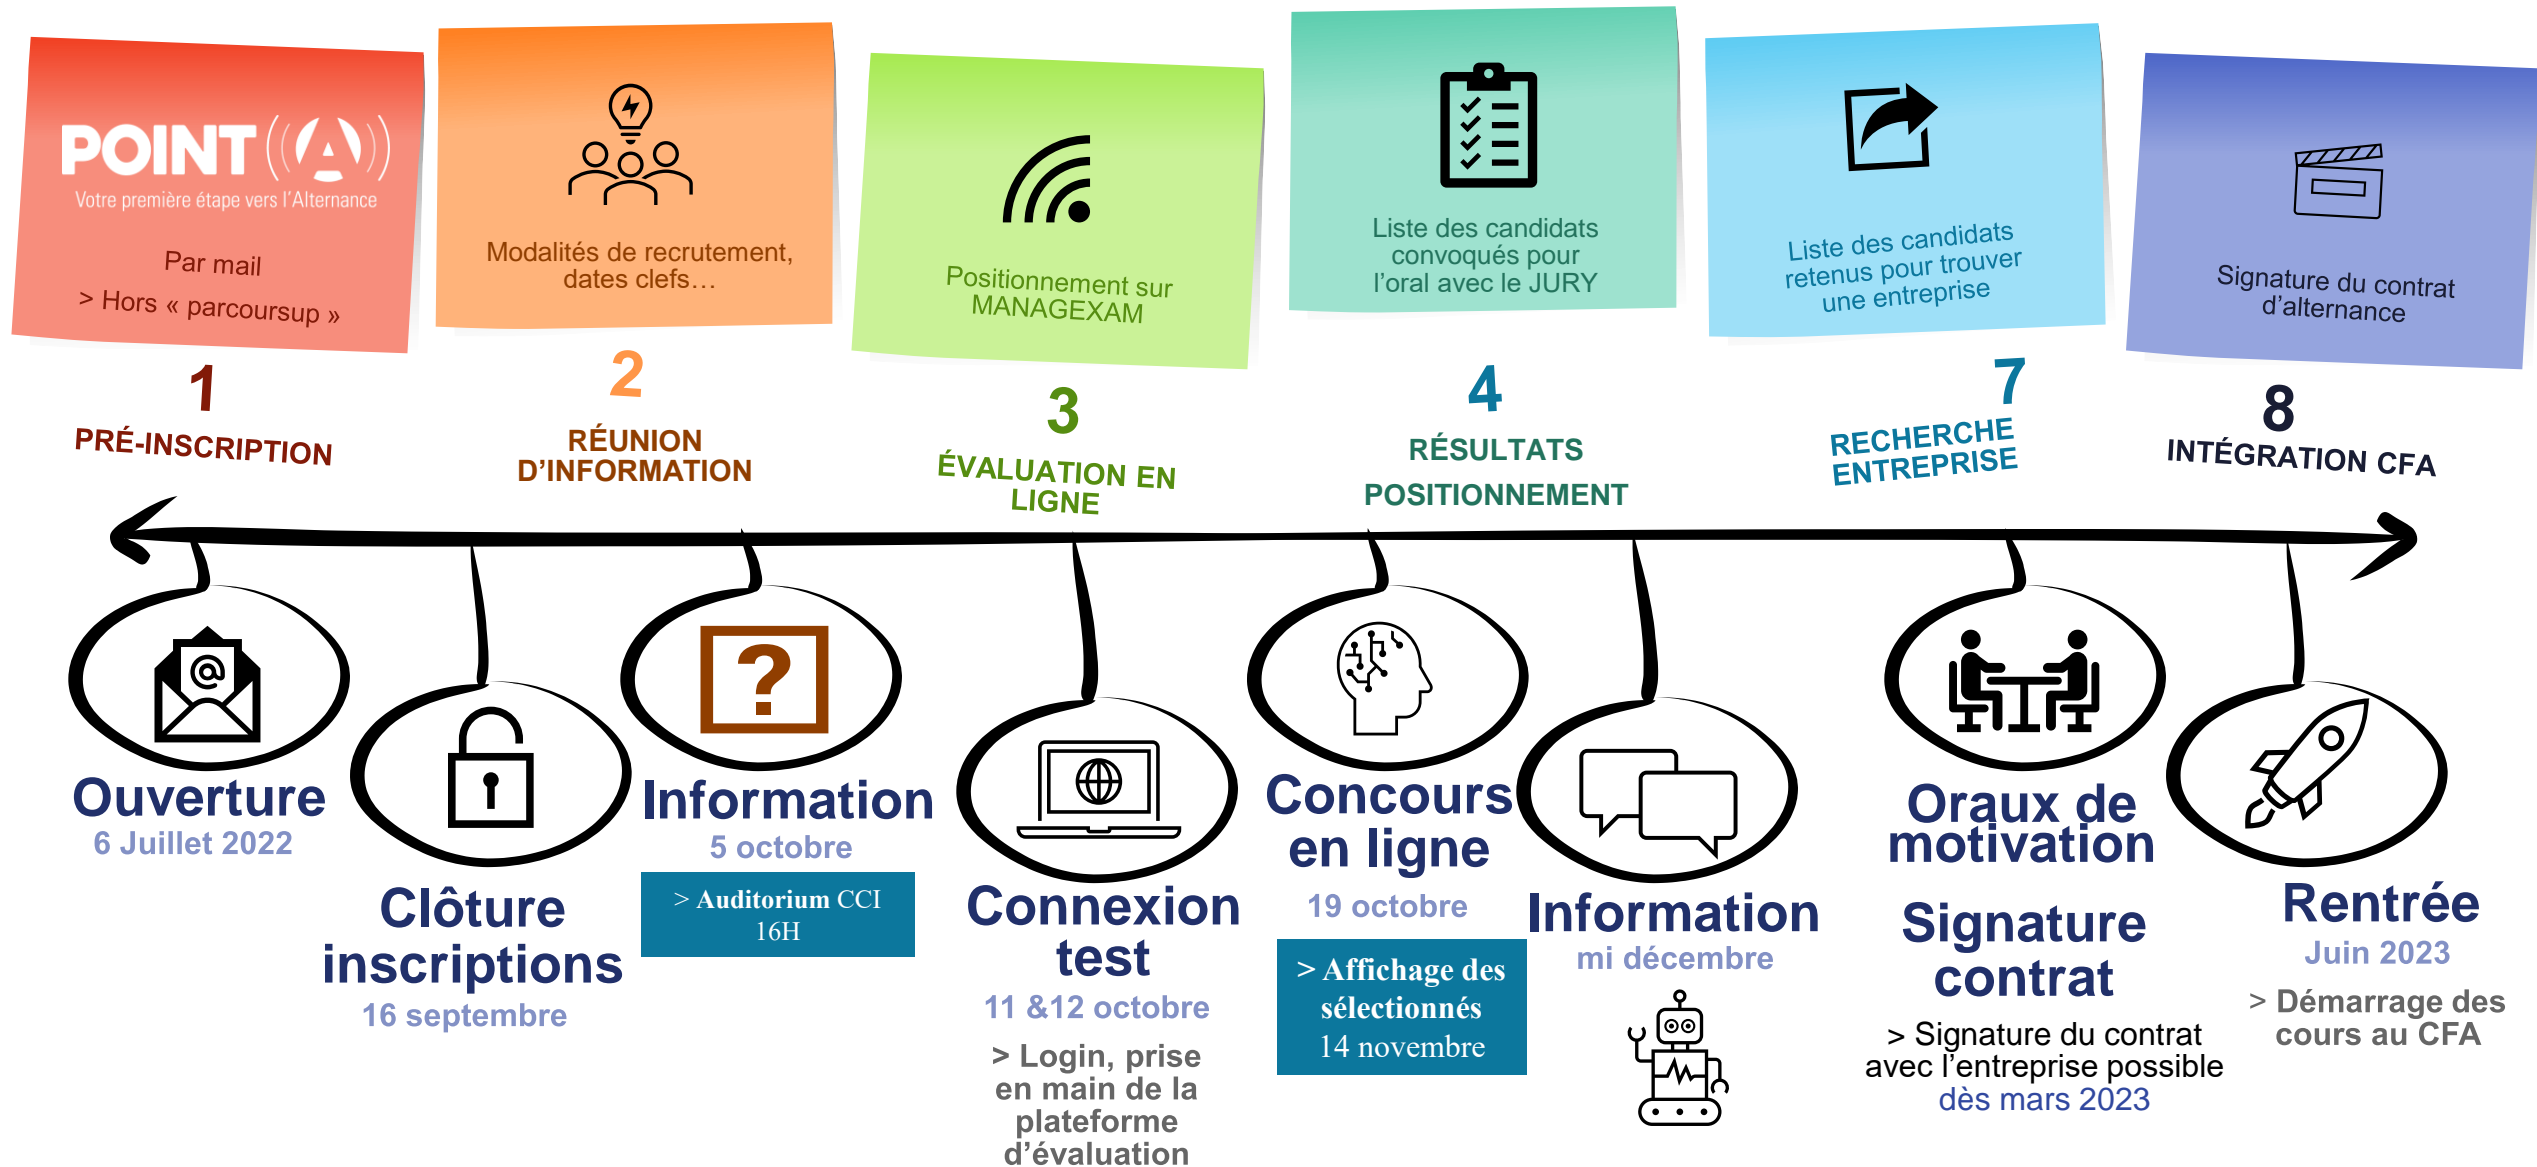 POINT((A))
Votre première étape vers l'Alternance
Par mail
> Hors « parcoursup »
1
PRÉ-INSCRIPTION
Modalités de recrutement,
dates clefs…
2
RÉUNION
D’INFORMATION
Positionnement sur
MANAGEXAM
3
ÉVALUATION EN
LIGNE
Liste des candidats
convoqués pour
l’oral avec le JURY
4
RÉSULTATS
POSITIONNEMENT
Liste des candidats
retenus pour trouver
une entreprise
7
RECHERCHE
ENTREPRISE
Signature du contrat
d’alternance
8
INTÉGRATION CFA
@
Ouverture
6 Juillet 2022
Clôture
inscriptions
16 septembre
?
Information
5 octobre
> Auditorium CCI
16H
Connexion
test
11 &12 octobre
> Login, prise
en main de la
plateforme
d’évaluation
Concours
en ligne
19 octobre
> Affichage des
sélectionnés
14 novembre
Information
mi décembre
Oraux de
motivation
Signature
contrat
> Signature du contrat
avec l’entreprise possible
dès mars 2023
Rentrée
Juin 2023
> Démarrage des
cours au CFA